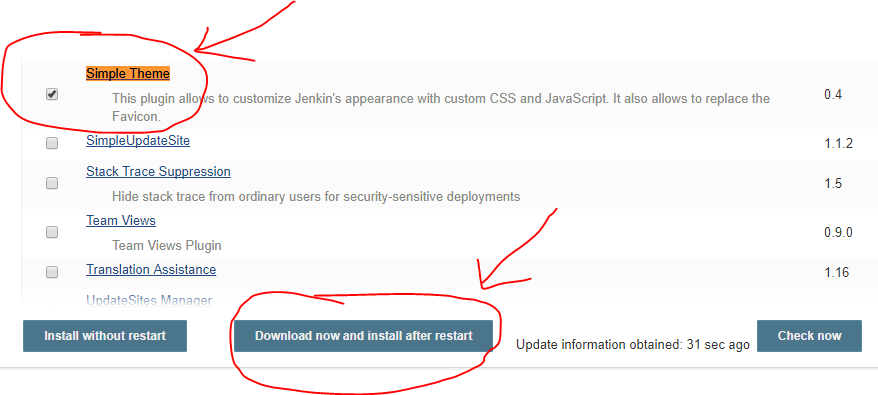 Simple Theme
This plugin allows to customize Jenkin's appearance with custom CSS and JavaScript. It also allows to replace the
Favicon.
0.4
SimpleUpdateSite
1.1.2
Stack Trace Suppression
Hide stack trace from ordinary users for security-sensitive deployments
1.5
Team Views
Team Views Plugin
0.9.0
Translation Assistance
1.16
UpdateSites Manager
Install without restart
Download now and install after restart
Update information obtained: 31 sec ago
Check now